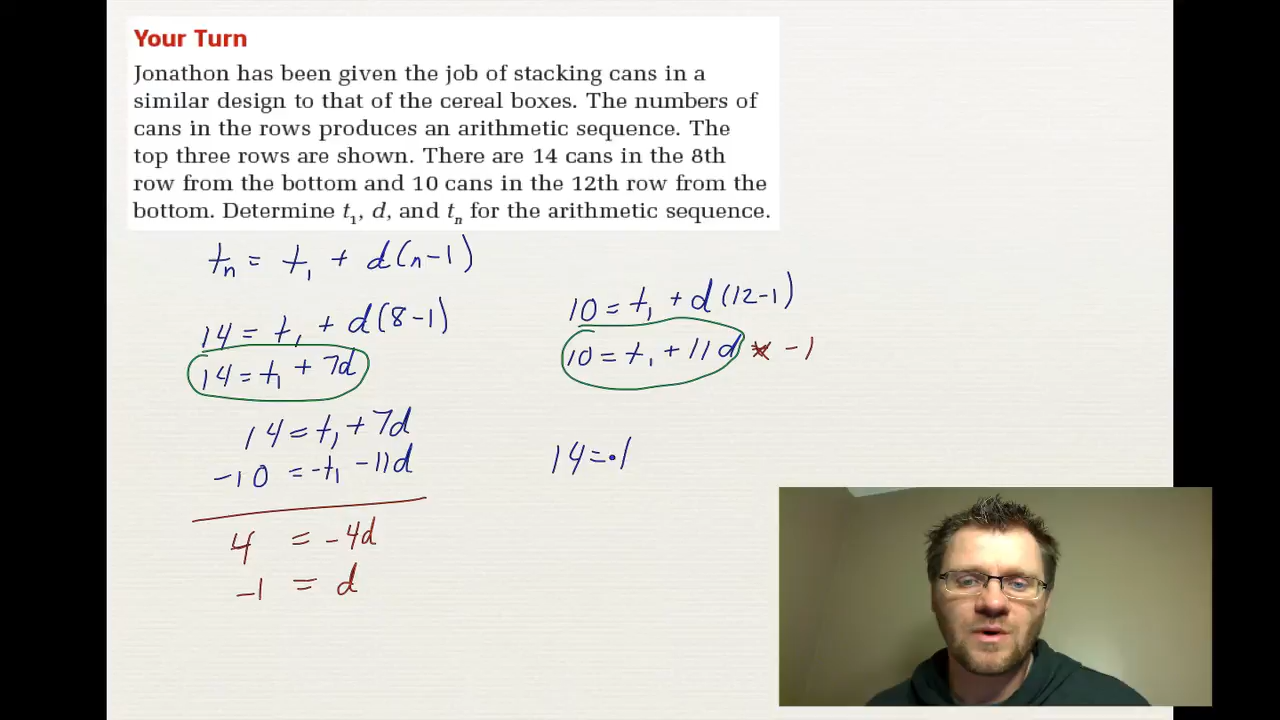 Your Turn
Jonathon has been given the job of stacking cans in a
similar design to that of the cereal boxes. The numbers of
cans in the rows produces an arithmetic sequence. The
top three rows are shown. There are 14 cans in the 8th
row from the bottom and 10 cans in the 12th row from the
bottom. Determine t₁, d, and tₙ for the arithmetic sequence.
tₙ = t₁ + d(n-1)
14 = t₁ + d(8-1)
14 = t₁ + 7d
14 = t₁ + 7d
-10 = -t₁ - 11d
4 = -4d
-1 = d
10 = t₁ + d(12-1)
10 = t₁ + 11d * -1
14 =